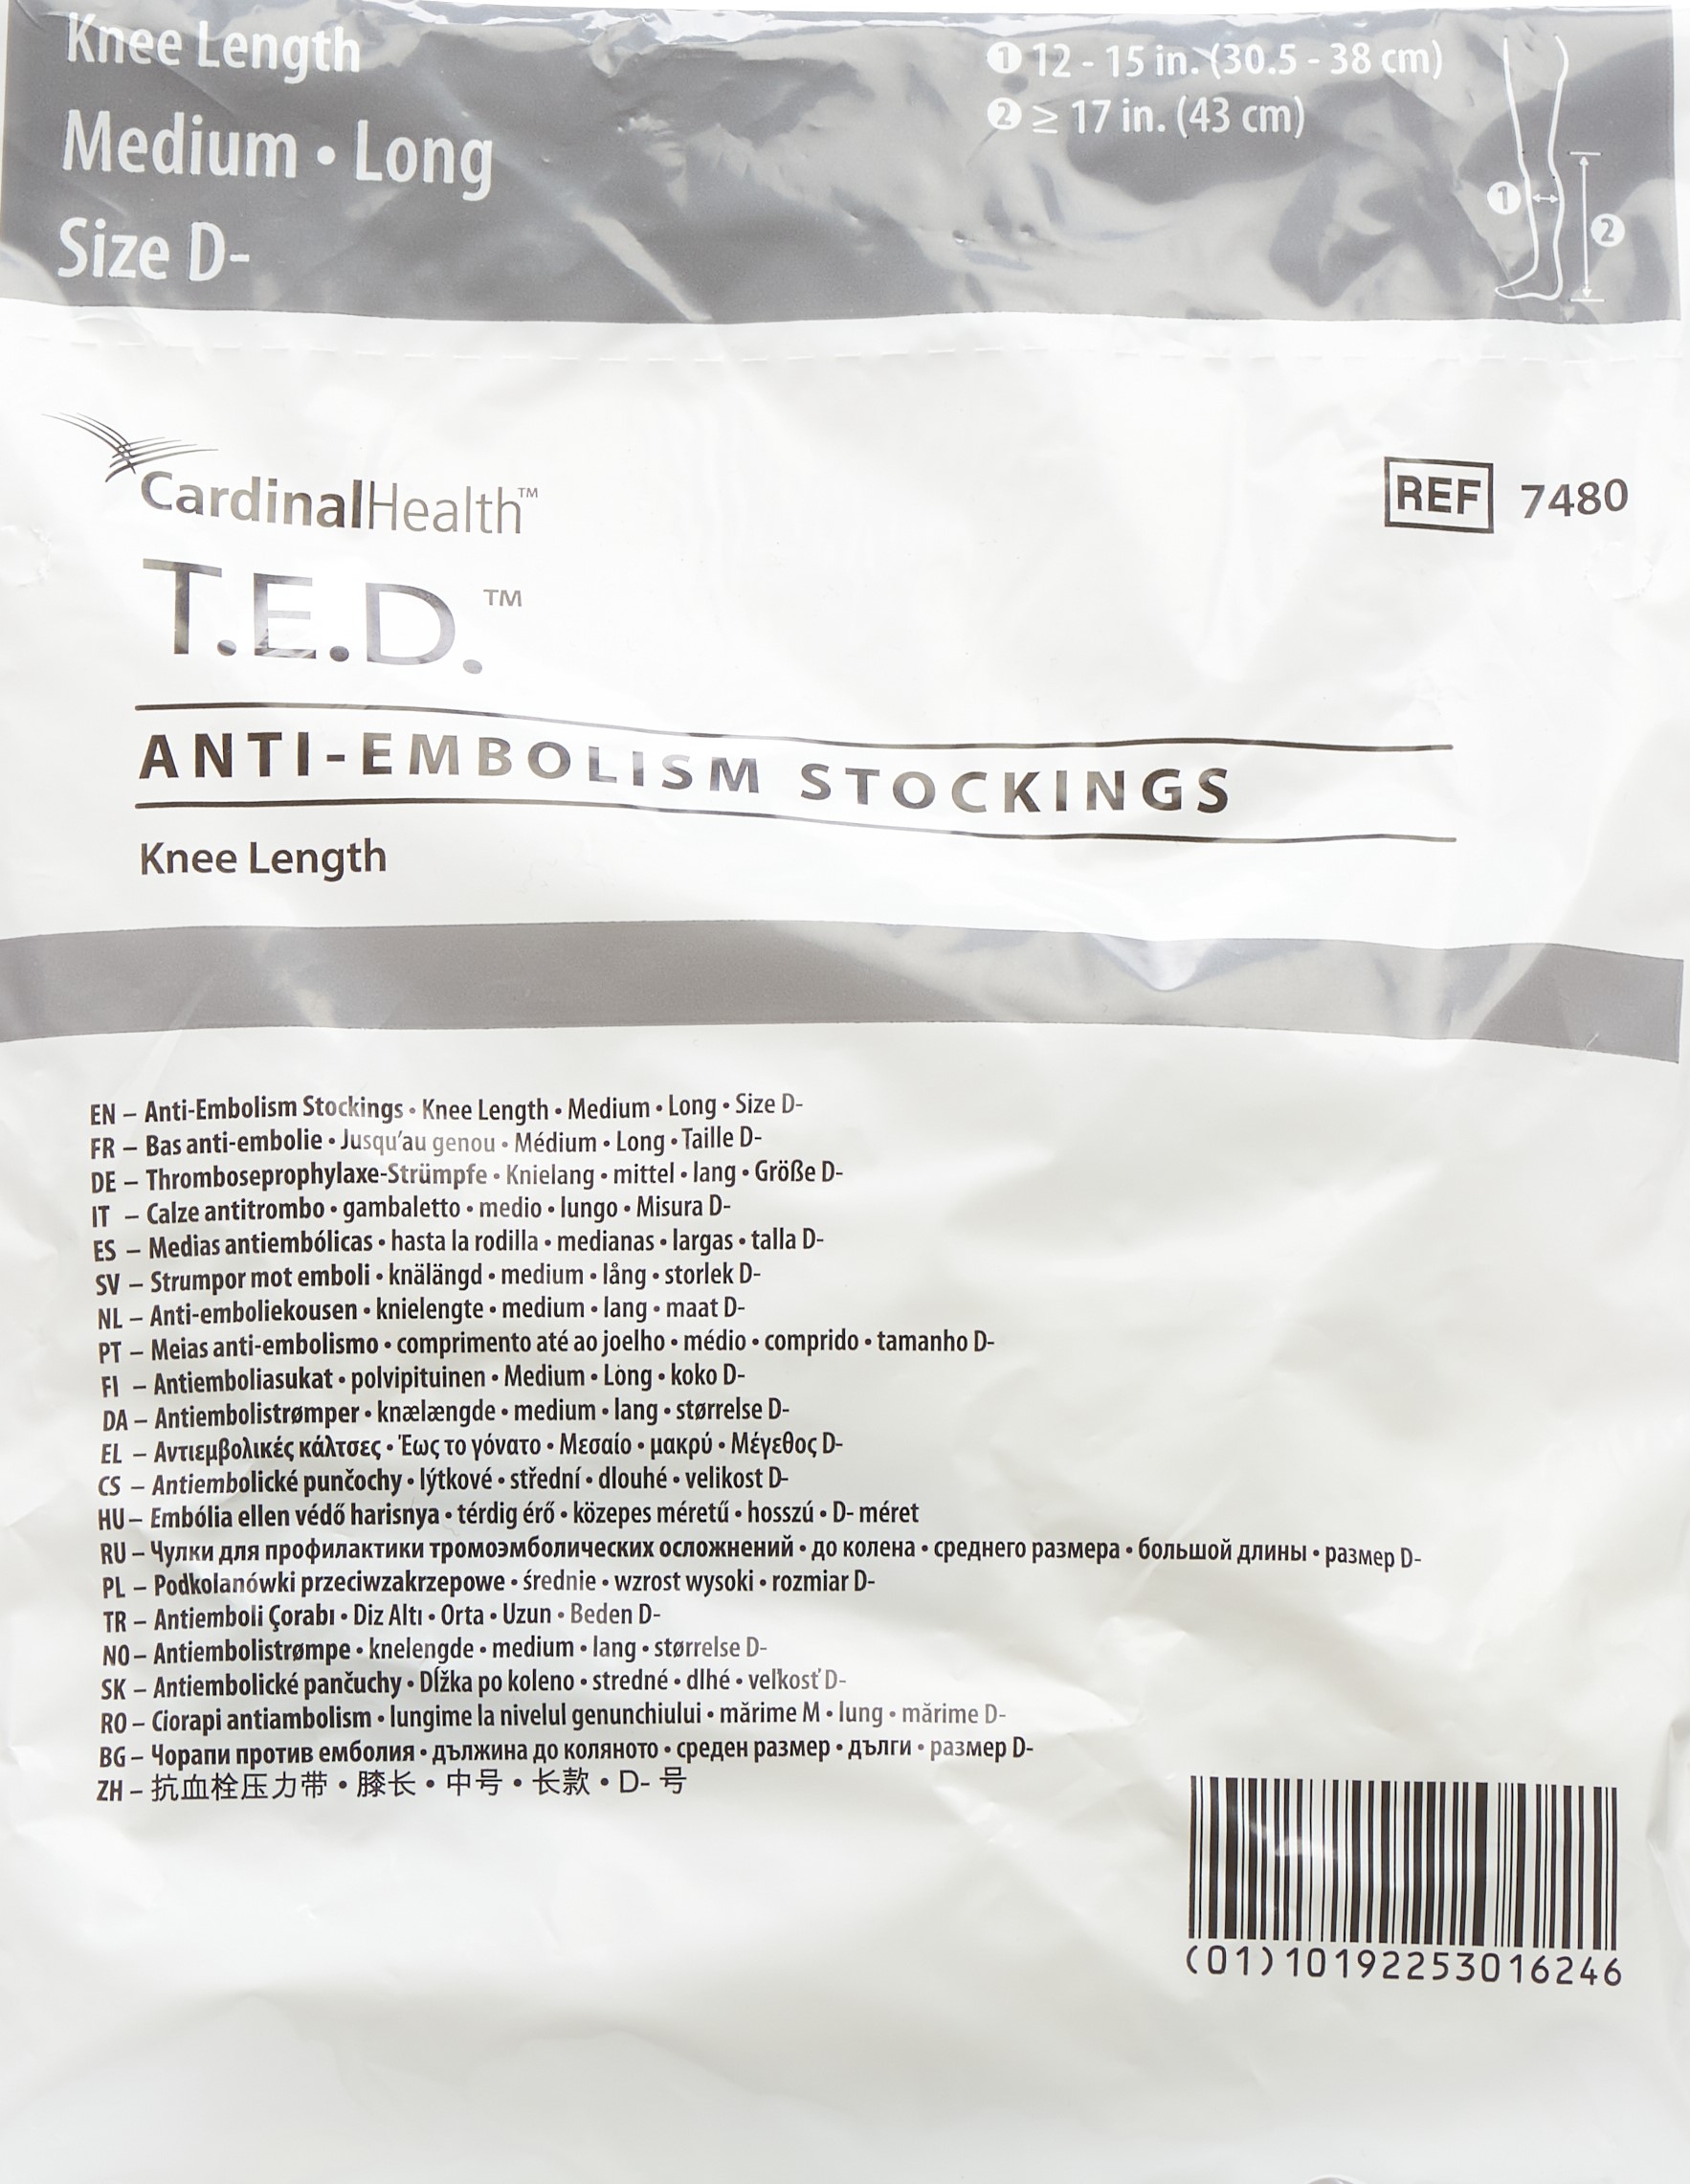 Knee Length
Medium • Long
Size D-
❶ 12 - 15 in. (30.5 - 38 cm)
❷ ≥ 17 in. (43 cm)
❶
❷
CardinalHealth™
REF 7480
T.E.D.™
ANTI-EMBOLISM STOCKINGS
Knee Length
EN – Anti-Embolism Stockings • Knee Length • Medium • Long • Size D-
FR – Bas anti-embolie • Jusqu'au genou • Médium • Long • Taille D-
DE – Thromboseprophylaxe-Strümpfe • Knielang • mittel • lang • Größe D-
IT – Calze antitrombo • gambaletto • medio • lungo • Misura D-
ES – Medias antiembólicas • hasta la rodilla • medianas • largas • talla D-
SV – Strumpor mot emboli • knälängd • medium • lång • storlek D-
NL – Anti-emboliekousen • knielengte • medium • lang • maat D-
PT – Meias anti-embolismo • comprimento até ao joelho • médio • comprido • tamanho D-
FI – Antiemboliasukat • polvipituinen • Medium • Long • koko D-
DA – Antiembolistrømper • knælængde • medium • lang • størrelse D-
EL – Αντιεμβολικές κάλτσες • Έως το γόνατο • Μεσαίο • μακρύ • Μέγεθος D-
CS – Antiembolické punčochy • lýtkové • střední • dlouhé • velikost D-
HU – Embólia ellen védő harisnya • térdig érő • közepes méretű • hosszú • D- méret
RU – Чулки для профилактики тромоэмболических осложнений • до колена • среднего размера • большой длины • размер D-
PL – Podkolanówki przeciwzakrzepowe • średnie • wzrost wysoki • rozmiar D-
TR – Antiemboli Çorabı • Diz Altı • Orta • Uzun • Beden D-
NO – Antiembolistrømpe • knelengde • medium • lang • størrelse D-
SK – Antiembolické pančuchy • Dĺžka po koleno • stredné • dlhé • veľkosť D-
RO – Ciorapi antiambolism • lungime la nivelul genunchiului • mărime M • lung • mărime D-
BG – Чорапи против емболия • дължина до коляното • среден размер • дълги • размер D-
ZH – 抗血栓压力带 • 膝长 • 中号 • 长款 • D- 号
(01)10192253016246